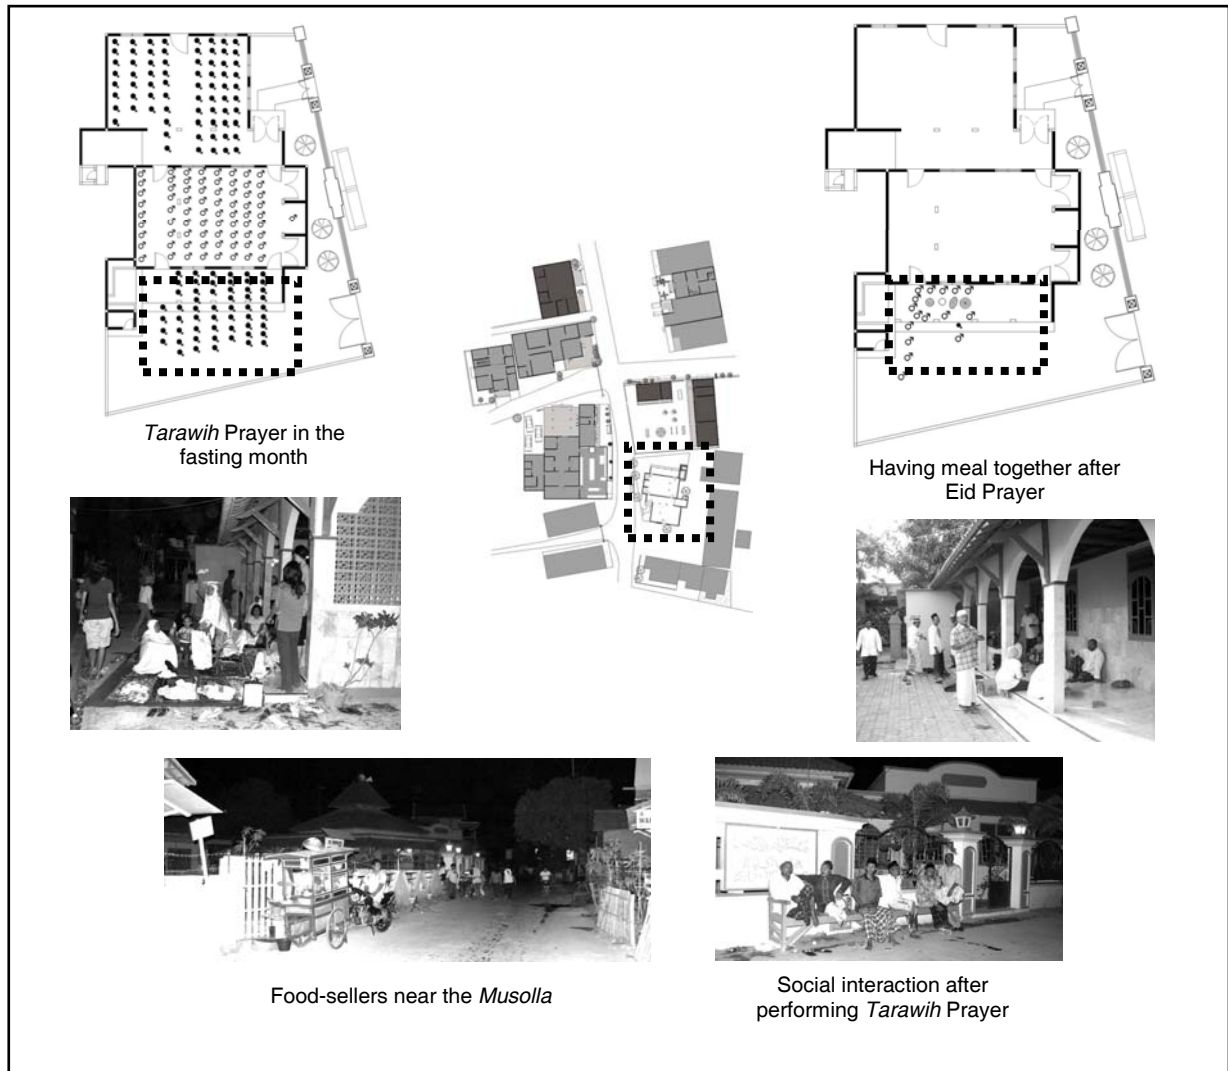 Tarawih Prayer in the
fasting month
Having meal together after
Eid Prayer
Food-sellers near the Musolla
Social interaction after
performing Tarawih Prayer